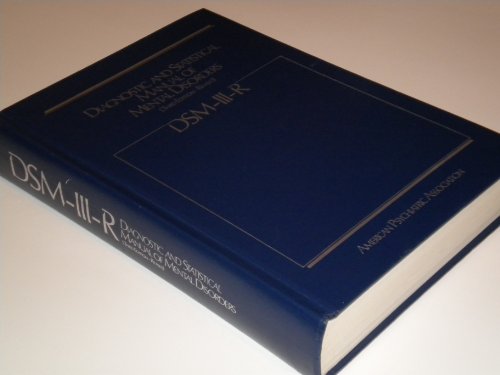 DIAGNOSTIC AND STATISTICAL
MANUAL OF
MENTAL DISORDERS
(Third Edition - Revised)
DSM-III-R
AMERICAN PSYCHIATRIC ASSOCIATION
DSM-III-R
DIAGNOSTIC AND STATISTICAL
MANUAL OF MENTAL DISORDERS
(Third Edition - Revised)